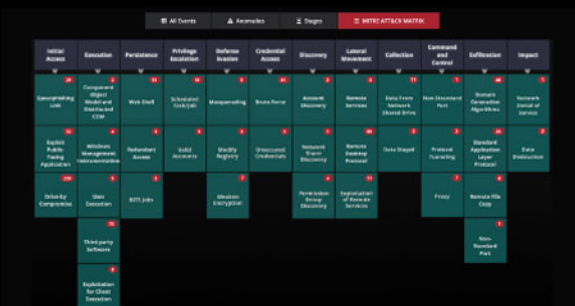 All Events
Anomalies
Stages
MITRE ATT&CK MATRIX
Initial
Access
Execution
Persistence
Privilege
Escalation
Defense
Evasion
Credential
Access
Discovery
Lateral
Movement
Collection
Command
and
Control
Exfiltration
Impact
Spearphishing
Link
Component
Object
Model and
Distributed
COM
Web Shell
Scheduled
Task/Job
Masquerading
Brute Force
Account
Discovery
Remote
Services
Data From
Network
Shared Drive
Non-Standard
Port
Domain
Generation
Algorithms
Network
Denial of
Service
Exploit
Public
Facing
Application
Windows
Management
Instrumentation
Redundant
Access
Valid
Accounts
Modify
Registry
Unsecured
Credentials
Network
Share
Discovery
Remote
Desktop
Protocol
Data Staged
Protocol
Tunneling
Standard
Application
Layer
Protocol
Data
Destruction
Drive-by
Compromise
User
Execution
BITS Jobs
Encryption
Permission
Group
Discovery
Exploitation
of Remote
Services
Proxy
Remote File
Copy
Third party
Software
Non-
Standard
Port
Exploitation
for Client
Execution